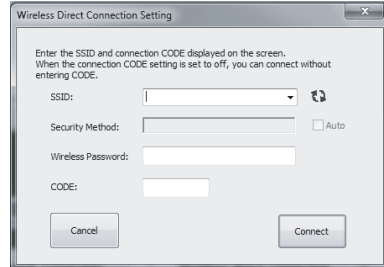 Wireless Direct Connection Setting
Enter the SSID and connection CODE displayed on the screen.
When the connection CODE setting is set to off, you can connect without
entering CODE.
SSID:
Security Method:
Auto
Wireless Password:
CODE:
Cancel
Connect